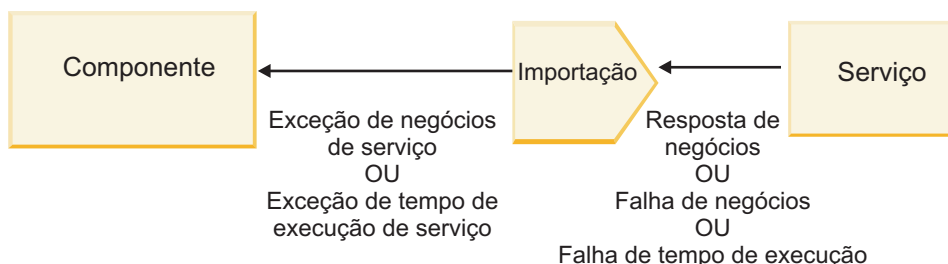 Componente
Importação
Serviço
Exceção de negócios
de serviço
OU
Exceção de tempo de
execução de serviço
Resposta de
negócios
OU
Falha de negócios
OU
Falha de tempo de execução